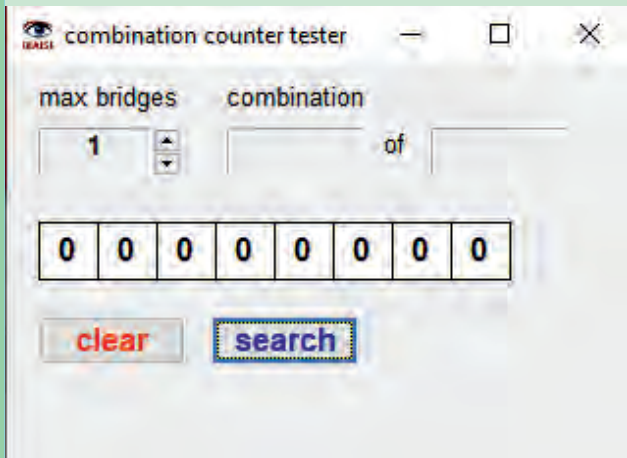 combination counter tester
max bridges combination
1 of
0 0 0 0 0 0 0 0
clear search